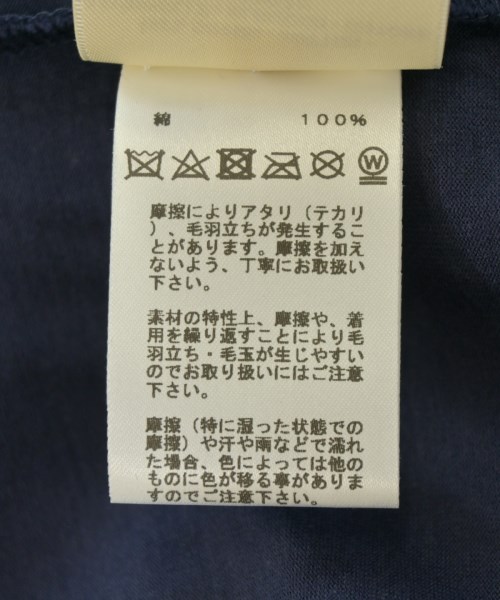 綿 100%
W
摩擦によりアタリ（テカリ
）、毛羽立ちが発生するこ
とがあります。摩擦を加え
ないよう、丁寧にお取扱い
下さい。
素材の特性上、摩擦や、着
用を繰り返すことにより毛
羽立ち・毛玉が生じやすい
のでお取り扱いにはご注意
下さい。
摩擦（特に湿った状態での
摩擦）や汗や雨などで濡れ
た場合、色によっては他の
ものに色が移る事がありま
すのでご注意下さい。